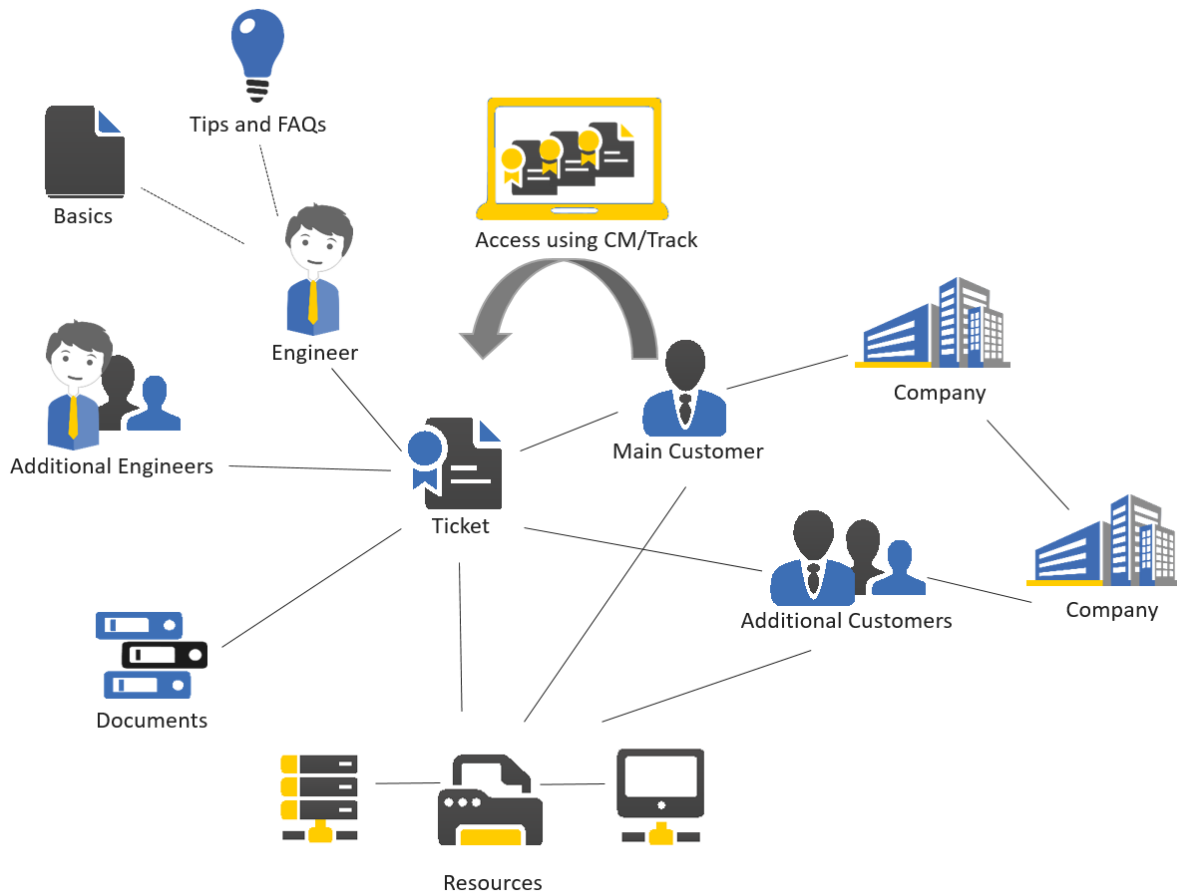 Tips and FAQs
Basics
Access using CM/Track
Engineer
Company
Main Customer
Additional Engineers
Ticket
Company
Additional Customers
Documents
Resources